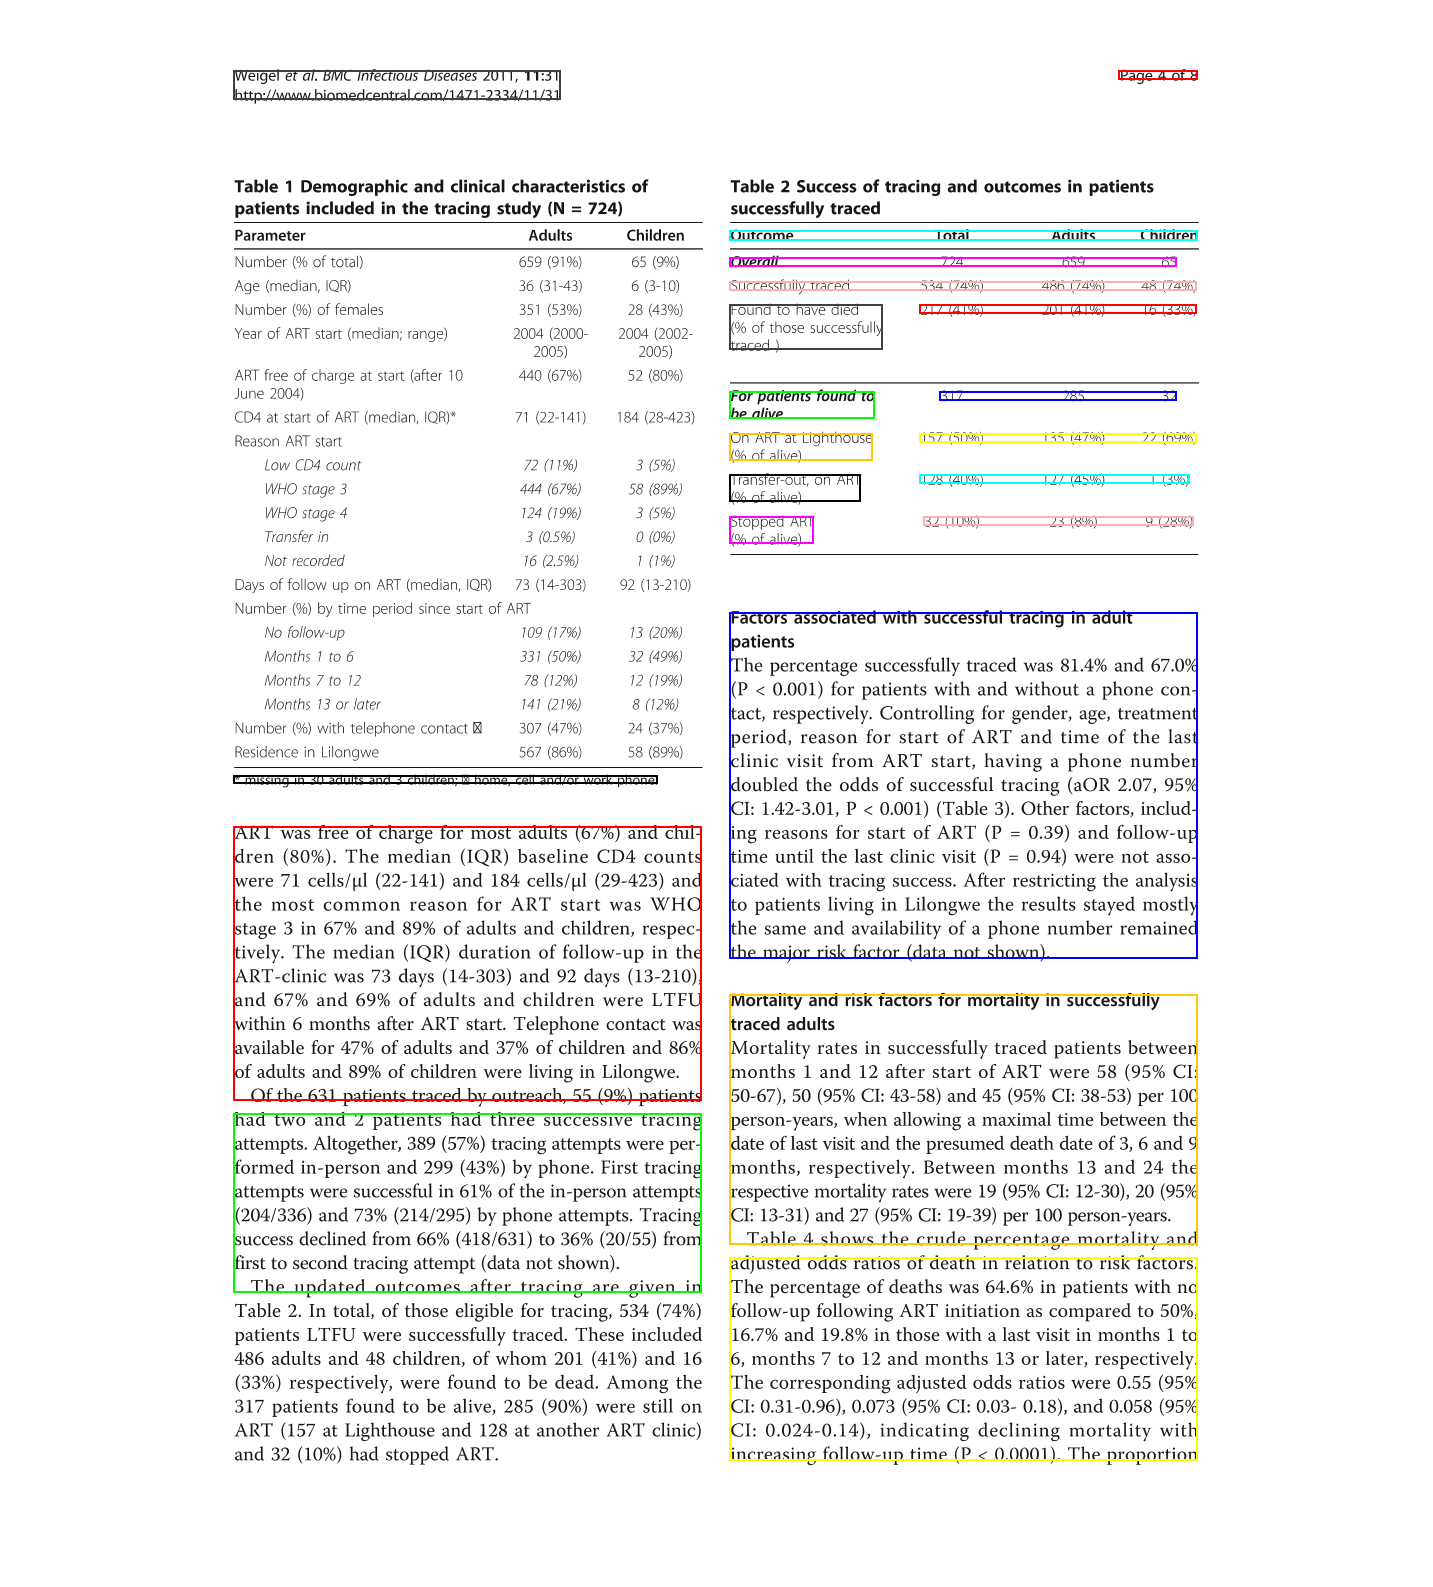 Weigel et al. BMC Infectious Diseases 2011, 11:31
http://www.biomedcentral.com/1471-2334/11/31
Page 4 of 8
Table 1 Demographic and clinical characteristics of
patients included in the tracing study (N = 724)
Parameter Adults Children
Number (% of total) 659 (91%) 65 (9%)
Age (median, IQR) 36 (31-43) 6 (3-10)
Number (%) of females 351 (53%) 28 (43%)
Year of ART start (median; range) 2004 (2000- 2004 (2002-
2005) 2005)
ART free of charge at start (after 10 440 (67%) 52 (80%)
June 2004)
CD4 at start of ART (median, IQR)* 71 (22-141) 184 (28-423)
Reason ART start
Low CD4 count 72 (11%) 3 (5%)
WHO stage 3 444 (67%) 58 (89%)
WHO stage 4 124 (19%) 3 (5%)
Transfer in 3 (0.5%) 0 (0%)
Not recorded 16 (2.5%) 1 (1%)
Days of follow up on ART (median, IQR) 73 (14-303) 92 (13-210)
Number (%) by time period since start of ART
No follow-up 109 (17%) 13 (20%)
Months 1 to 6 331 (50%) 32 (49%)
Months 7 to 12 78 (12%) 12 (19%)
Months 13 or later 141 (21%) 8 (12%)
Number (%) with telephone contact 307 (47%) 24 (37%)
Residence in Lilongwe 567 (86%) 58 (89%)
* missing in 30 adults and 3 children; home, cell and/or work phone.
ART was free of charge for most adults (67%) and chil-
dren (80%). The median (IQR) baseline CD4 counts
were 71 cells/μl (22-141) and 184 cells/μl (29-423) and
the most common reason for ART start was WHO
stage 3 in 67% and 89% of adults and children, respec-
tively. The median (IQR) duration of follow-up in the
ART-clinic was 73 days (14-303) and 92 days (13-210),
and 67% and 69% of adults and children were LTFU
within 6 months after ART start. Telephone contact was
available for 47% of adults and 37% of children and 86%
of adults and 89% of children were living in Lilongwe.
Of the 631 patients traced by outreach, 55 (9%) patients
had two and 2 patients had three successive tracing
attempts. Altogether, 389 (57%) tracing attempts were per-
formed in-person and 299 (43%) by phone. First tracing
attempts were successful in 61% of the in-person attempts
(204/336) and 73% (214/295) by phone attempts. Tracing
success declined from 66% (418/631) to 36% (20/55) from
first to second tracing attempt (data not shown).
The updated outcomes after tracing are given in
Table 2. In total, of those eligible for tracing, 534 (74%)
patients LTFU were successfully traced. These included
486 adults and 48 children, of whom 201 (41%) and 16
(33%) respectively, were found to be dead. Among the
317 patients found to be alive, 285 (90%) were still on
ART (157 at Lighthouse and 128 at another ART clinic)
and 32 (10%) had stopped ART.
Table 2 Success of tracing and outcomes in patients
successfully traced
Outcome Total Adults Children
Overall 724 659 65
Successfully traced 534 (74%) 486 (74%) 48 (74%)
Found to have died 217 (41%) 201 (41%) 16 (33%)
(% of those successfully
traced )
For patients found to 317 285 32
be alive
On ART at Lighthouse 157 (50%) 135 (47%) 22 (69%)
(% of alive)
Transfer-out, on ART 128 (40%) 127 (45%) 1 (3%)
(% of alive)
Stopped ART 32 (10%) 23 (8%) 9 (28%)
(% of alive)
Factors associated with successful tracing in adult
patients
The percentage successfully traced was 81.4% and 67.0%
(P < 0.001) for patients with and without a phone con-
tact, respectively. Controlling for gender, age, treatment
period, reason for start of ART and time of the last
clinic visit from ART start, having a phone number
doubled the odds of successful tracing (aOR 2.07, 95%
CI: 1.42-3.01, P < 0.001) (Table 3). Other factors, includ-
ing reasons for start of ART (P = 0.39) and follow-up
time until the last clinic visit (P = 0.94) were not asso-
ciated with tracing success. After restricting the analysis
to patients living in Lilongwe the results stayed mostly
the same and availability of a phone number remained
the major risk factor (data not shown).
Mortality and risk factors for mortality in successfully
traced adults
Mortality rates in successfully traced patients between
months 1 and 12 after start of ART were 58 (95% CI:
50-67), 50 (95% CI: 43-58) and 45 (95% CI: 38-53) per 100
person-years, when allowing a maximal time between the
date of last visit and the presumed death date of 3, 6 and 9
months, respectively. Between months 13 and 24 the
respective mortality rates were 19 (95% CI: 12-30), 20 (95%
CI: 13-31) and 27 (95% CI: 19-39) per 100 person-years.
Table 4 shows the crude percentage mortality and
adjusted odds ratios of death in relation to risk factors.
The percentage of deaths was 64.6% in patients with no
follow-up following ART initiation as compared to 50%,
16.7% and 19.8% in those with a last visit in months 1 to
6, months 7 to 12 and months 13 or later, respectively.
The corresponding adjusted odds ratios were 0.55 (95%
CI: 0.31-0.96), 0.073 (95% CI: 0.03- 0.18), and 0.058 (95%
CI: 0.024-0.14), indicating declining mortality with
increasing follow-up time (P < 0.0001). The proportion